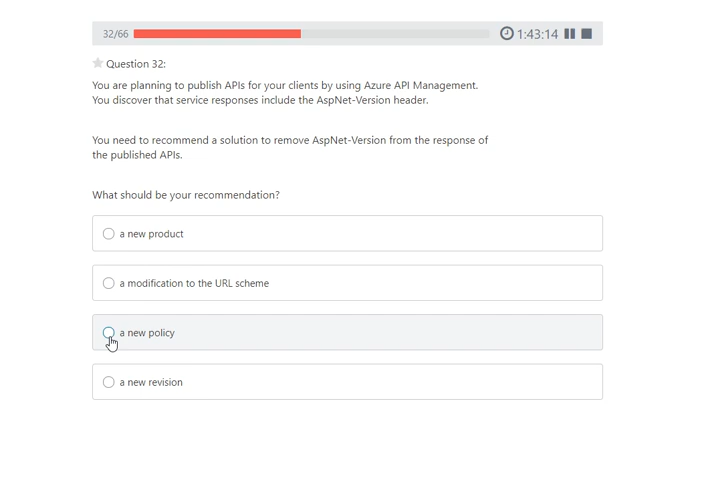 32/66
1:43:14
Question 32:
You are planning to publish APIs for your clients by using Azure API Management.
You discover that service responses include the AspNet-Version header.
You need to recommend a solution to remove AspNet-Version from the response of
the published APIs.
What should be your recommendation?
a new product
a modification to the URL scheme
a new policy
a new revision